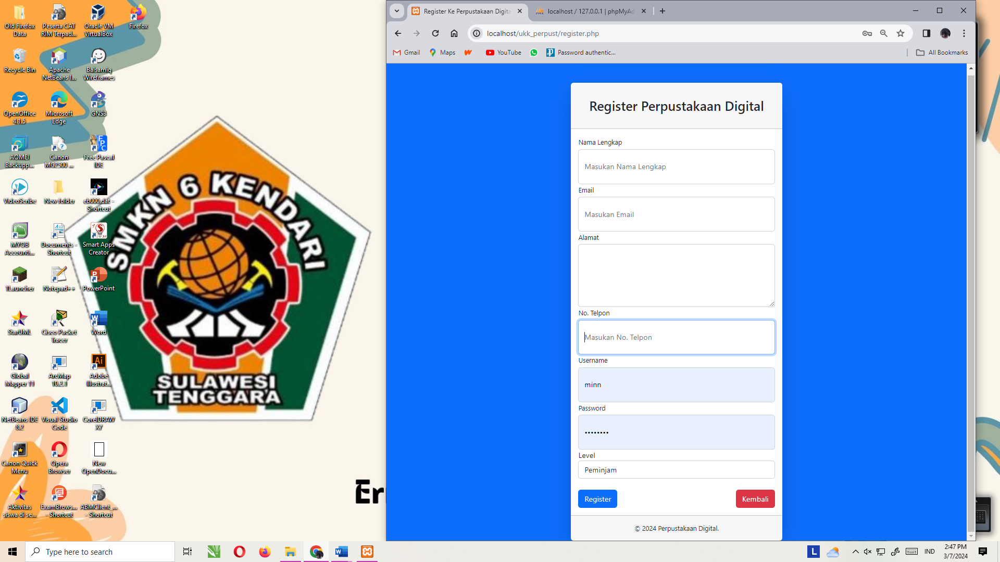 Old Firefox
Data
Peserta CAT
RIM Terpad...
Oracle VM
VirtualBox
Firefox
Recycle Bin
Apache
NetBeans I...
Balsamiq
Wireframes
OpenOffice
4.1.5
Microsoft
Edge
GNS3
AOMEI
Backupp...
Canon
MG2500 ...
Free Pascal
IDE
VideoScribe
New folder
eb000.dat -
Shortcut
MYOB
Accounti...
Documents -
Shortcut
Smart Apps
Creator
TLauncher
Notepad++
PowerPoint
StarUML
Cisco Packet
Tracer
Word
Global
Mapper 11
ArcMap
10.2.1
Adobe
Illustrat...
NetBeans IDE
8.2
Visual Studio
Code
CorelDRAW
X7
Canon Quick
Menu
Opera
Browser
New
OpenDocu...
Aktivitas
siswa di se...
ExamBrows...
- Shortcut
ABMClient_...
- Shortcut
SMKN 6 KENDARI
SULAWESI
TENGGARA
Er
Register Ke Perpustakaan Digita
localhost / 127.0.0.1 | phpMyAd
localhost/ukk_perpust/register.php
Gmail
Maps
YouTube
Password authentic...
All Bookmarks
Register Perpustakaan Digital
Nama Lengkap
Masukan Nama Lengkap
Email
Masukan Email
Alamat
No. Telpon
Masukan No. Telpon
Username
minn
Password
••••••••
Level
Peminjam
Register
Kembali
© 2024 Perpustakaan Digital.
Type here to search
L
IND
2:47 PM
3/7/2024